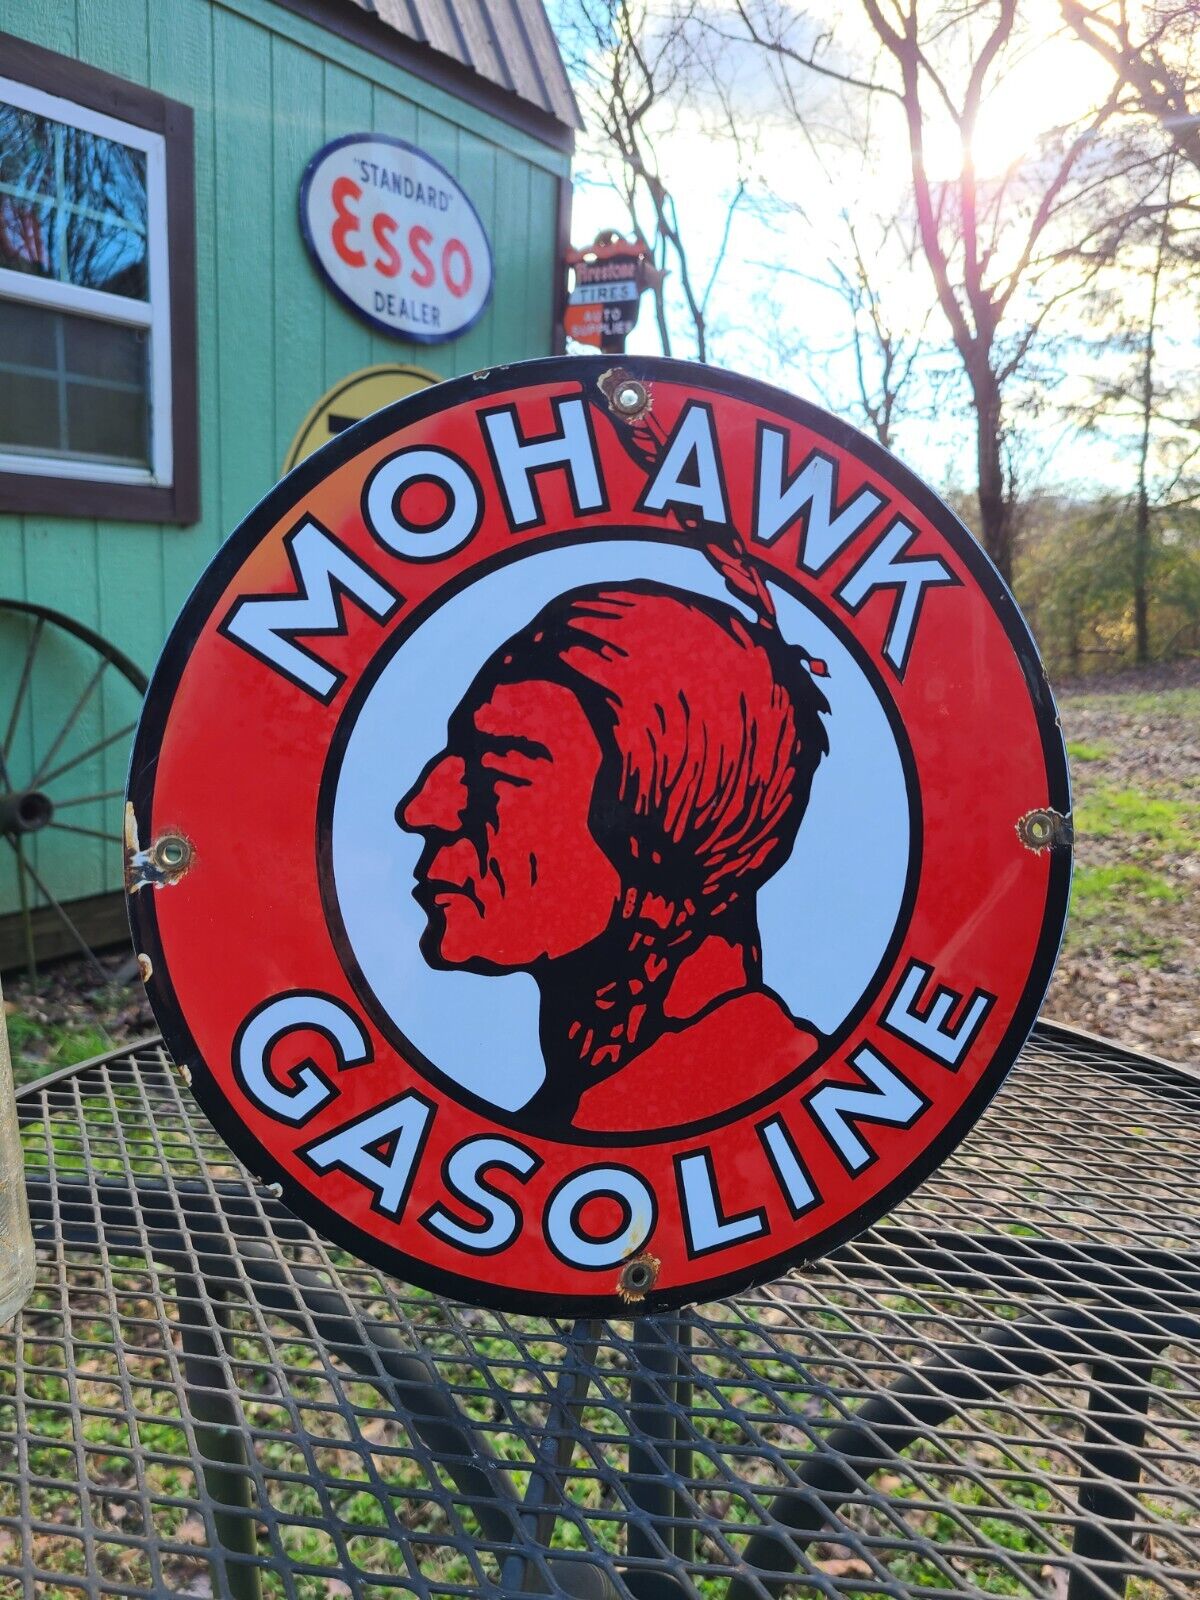 "STANDARD"
ESSO
DEALER
Firestone
TIRES
AUTO
SUPPLIES
MOHAWK
GASOLINE